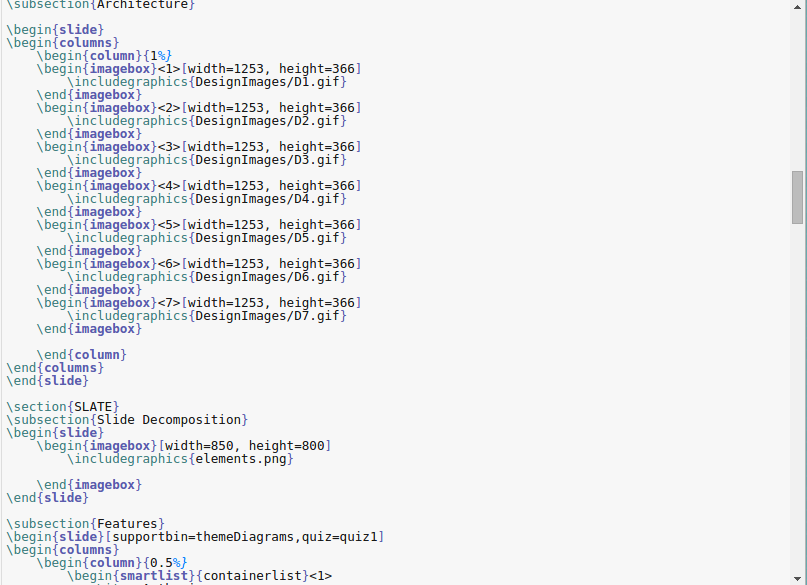 \subsection{Architecture}
\begin{slide}
\begin{columns}
\begin{column}{1%}
\begin{imagebox}<1>[width=1253, height=366]
\includegraphics{DesignImages/D1.gif}
\end{imagebox}
\begin{imagebox}<2>[width=1253, height=366]
\includegraphics{DesignImages/D2.gif}
\end{imagebox}
\begin{imagebox}<3>[width=1253, height=366]
\includegraphics{DesignImages/D3.gif}
\end{imagebox}
\begin{imagebox}<4>[width=1253, height=366]
\includegraphics{DesignImages/D4.gif}
\end{imagebox}
\begin{imagebox}<5>[width=1253, height=366]
\includegraphics{DesignImages/D5.gif}
\end{imagebox}
\begin{imagebox}<6>[width=1253, height=366]
\includegraphics{DesignImages/D6.gif}
\end{imagebox}
\begin{imagebox}<7>[width=1253, height=366]
\includegraphics{DesignImages/D7.gif}
\end{imagebox}
\end{column}
\end{columns}
\end{slide}
\section{SLATE}
\subsection{Slide Decomposition}
\begin{slide}
\begin{imagebox}[width=850, height=800]
\includegraphics{elements.png}
\end{imagebox}
\end{slide}
\subsection{Features}
\begin{slide}[supportbin=themeDiagrams,quiz=quiz1]
\begin{columns}
\begin{column}{0.5%}
\begin{smartlist}{containerlist}<1>